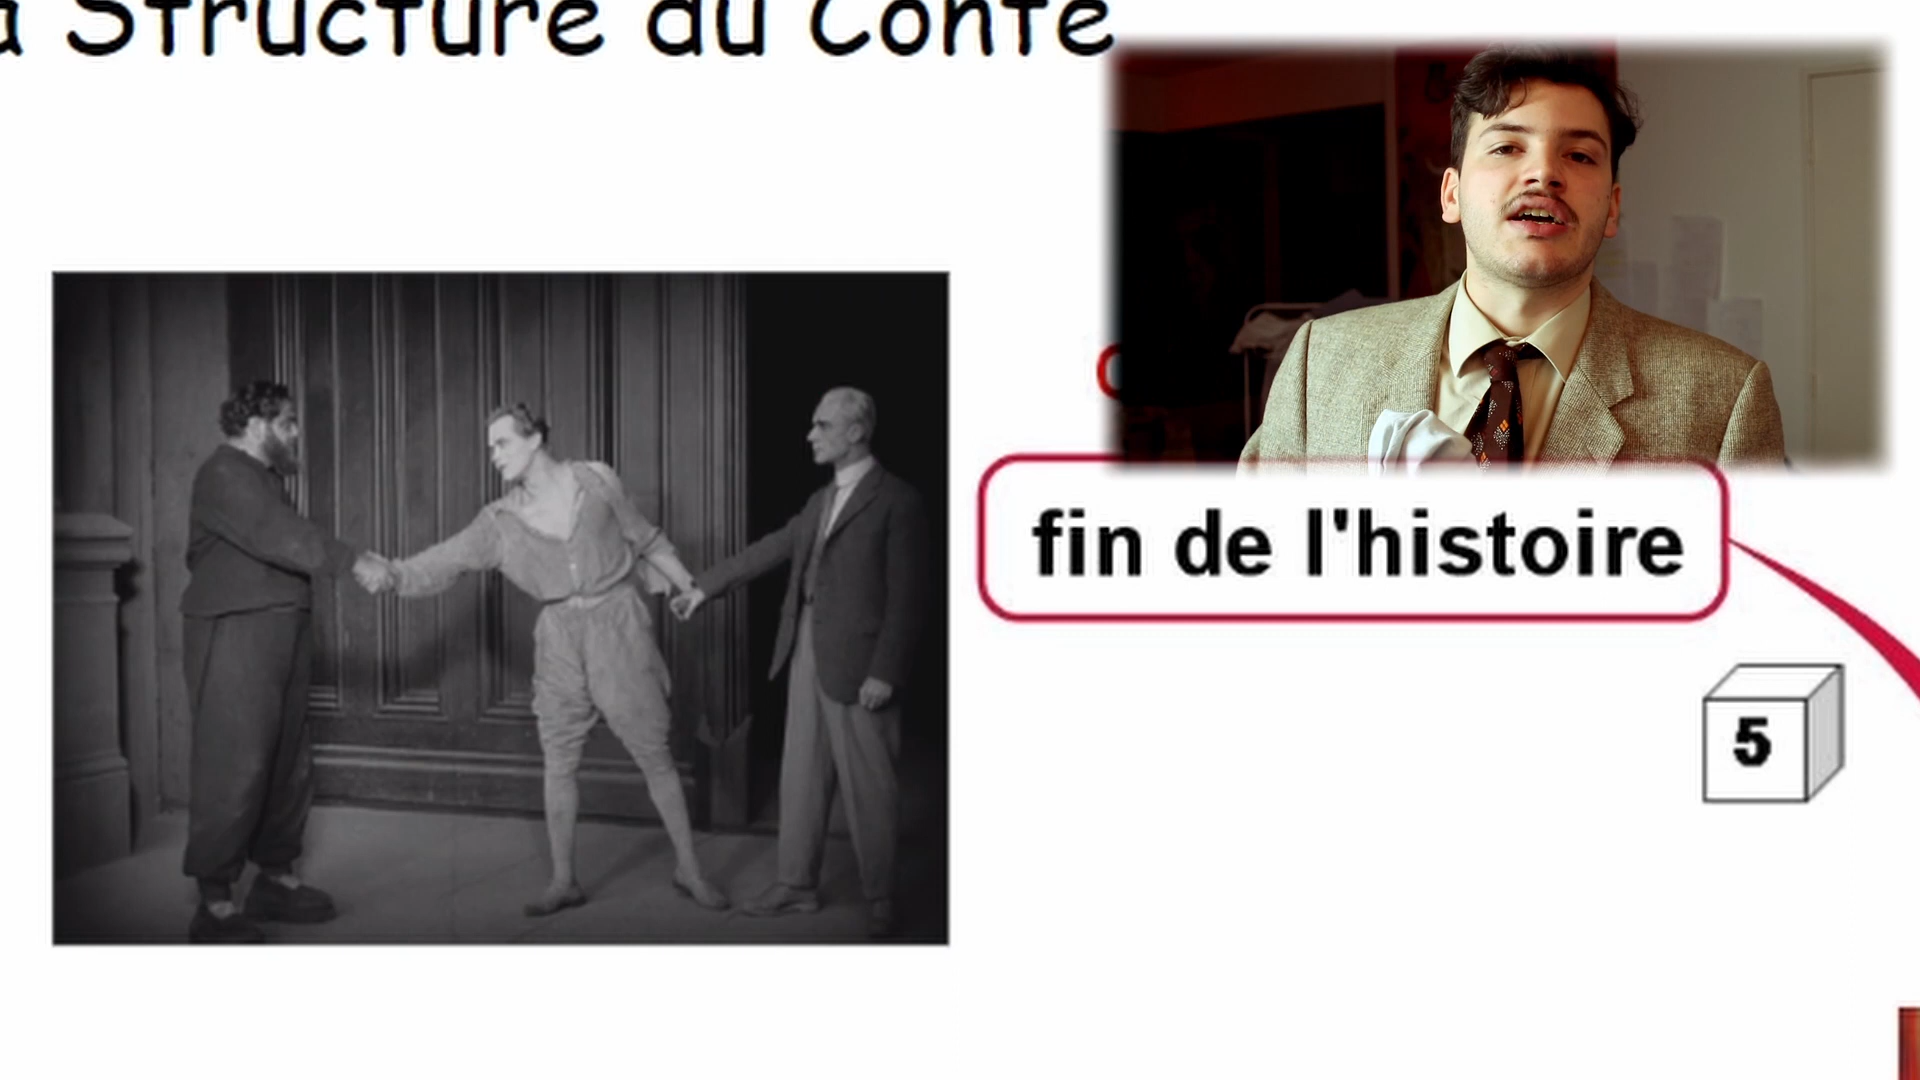 a Structure du Conte
fin de l'histoire
5